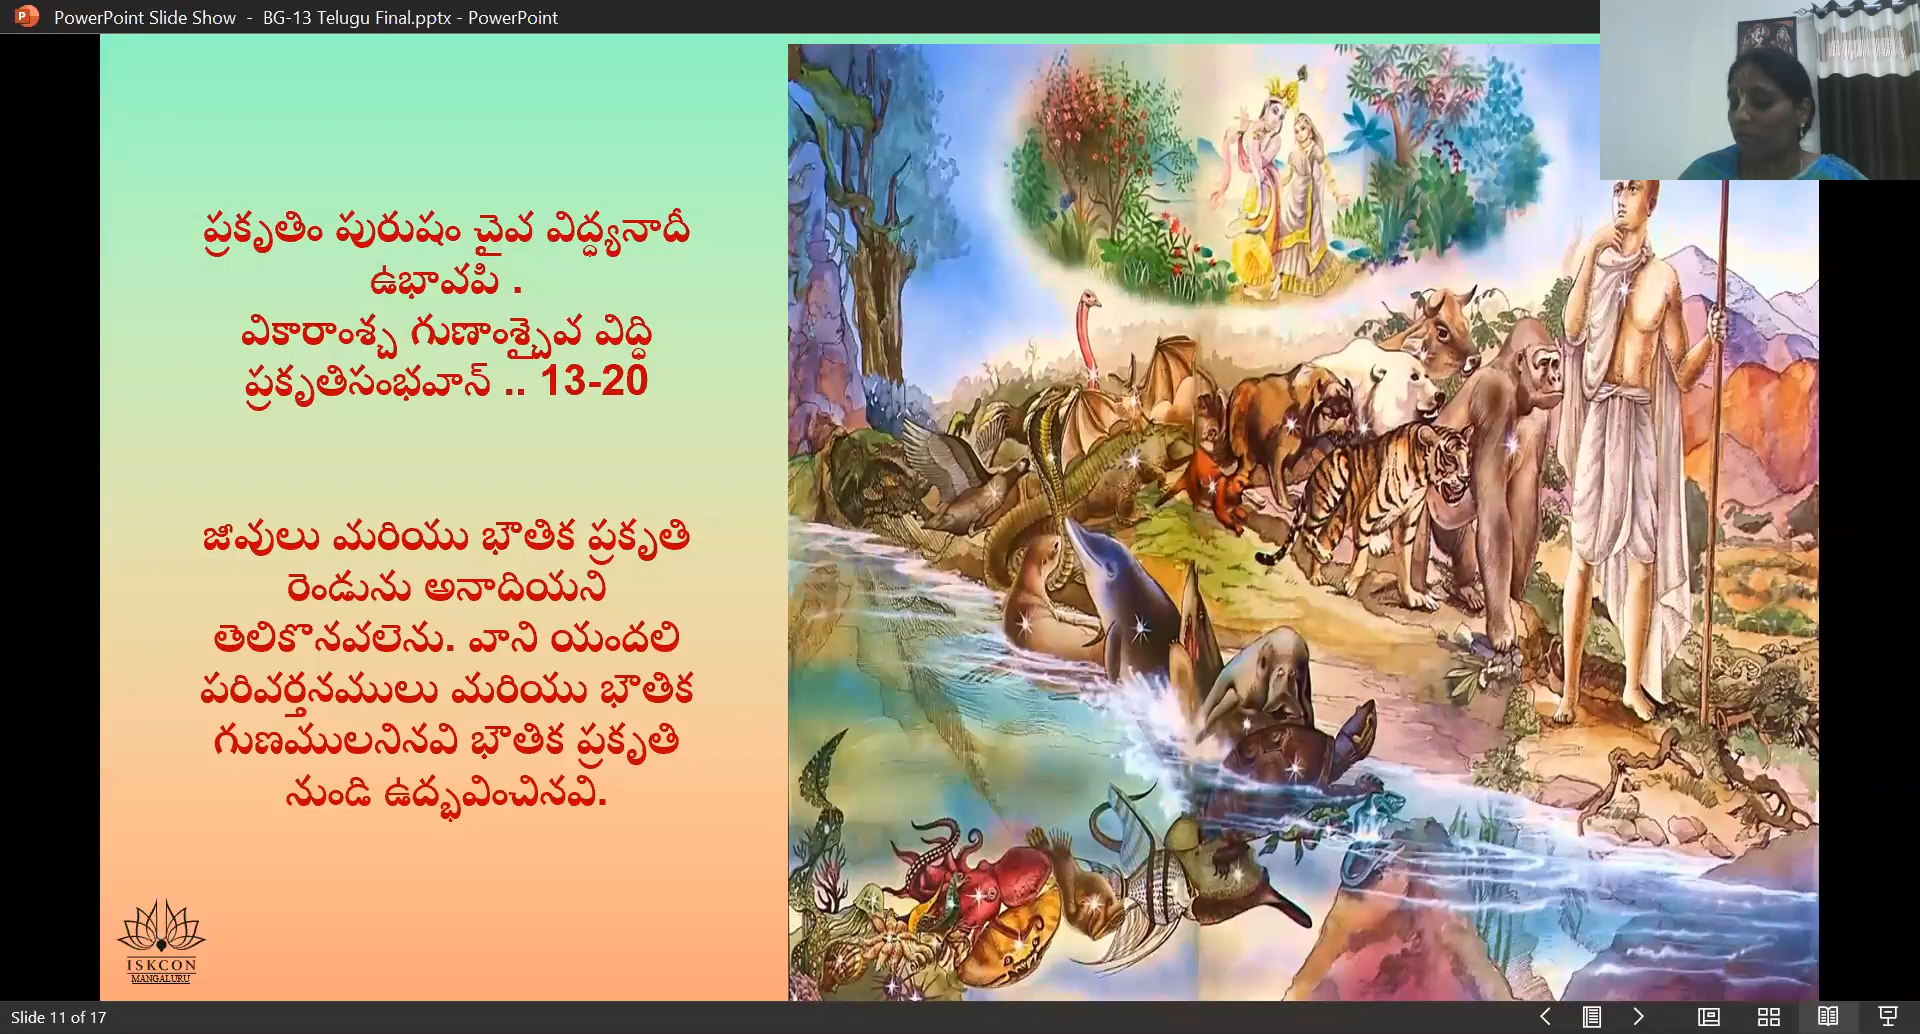 PowerPoint Slide Show - BG-13 Telugu Final.pptx - PowerPoint
ప్రకృతిం పురుషం చైవ విద్ధ్యనాదీ
ఉభావపి .
వికారాంశ్చ గుణాంశ్చైవ విద్ధి
ప్రకృతిసంభవాన్ .. 13-20
జీవులు మరియు భౌతిక ప్రకృతి
రెండును అనాదియని
తెలికొనవలెను. వాని యందలి
పరివర్తనములు మరియు భౌతిక
గుణములనినవి భౌతిక ప్రకృతి
నుండి ఉద్భవించినవి.
ISKCON
MANGALURU
Slide 11 of 17